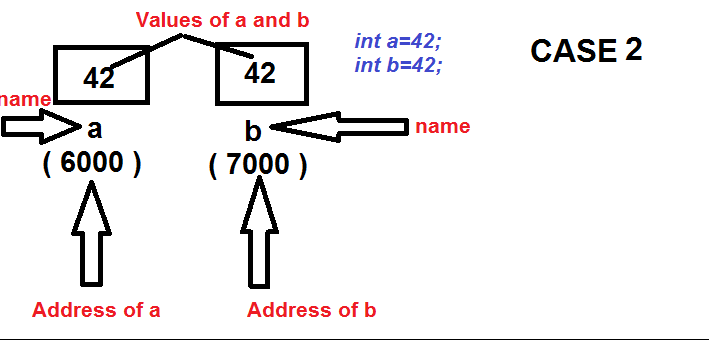 Values of a and b
int a=42;
int b=42;
CASE 2
42
42
name
a
b
name
( 6000 )
( 7000 )
Address of a
Address of b